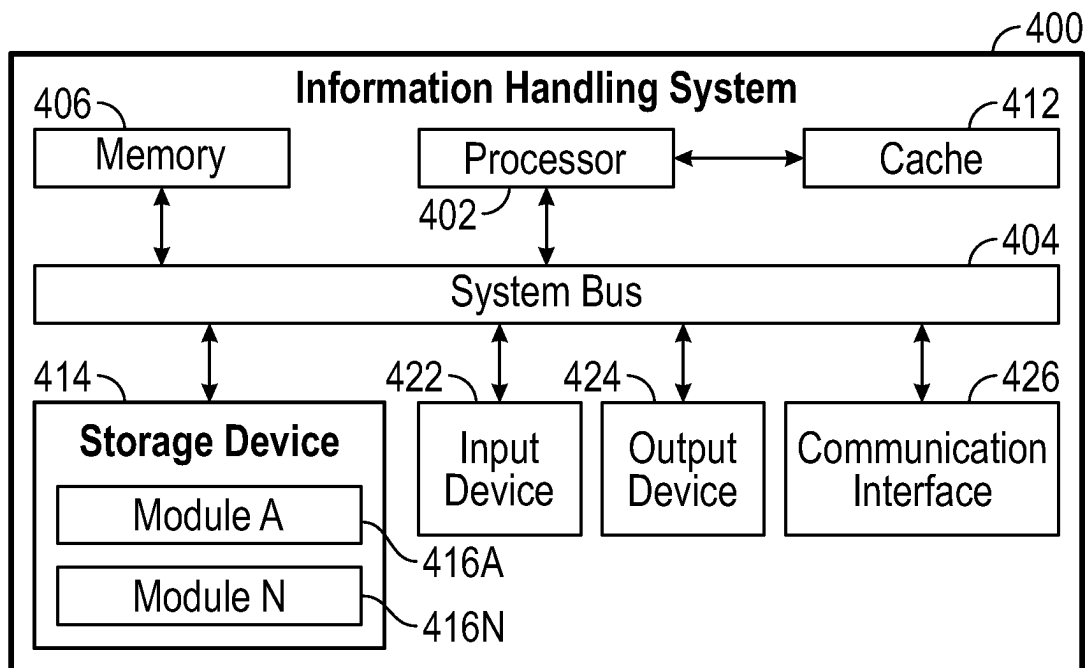 400
Information Handling System
406
412
Memory
Processor
Cache
402
404
System Bus
414
422
424
426
Storage Device
Input
Device
Output
Device
Communication
Interface
Module A
416A
Module N
416N